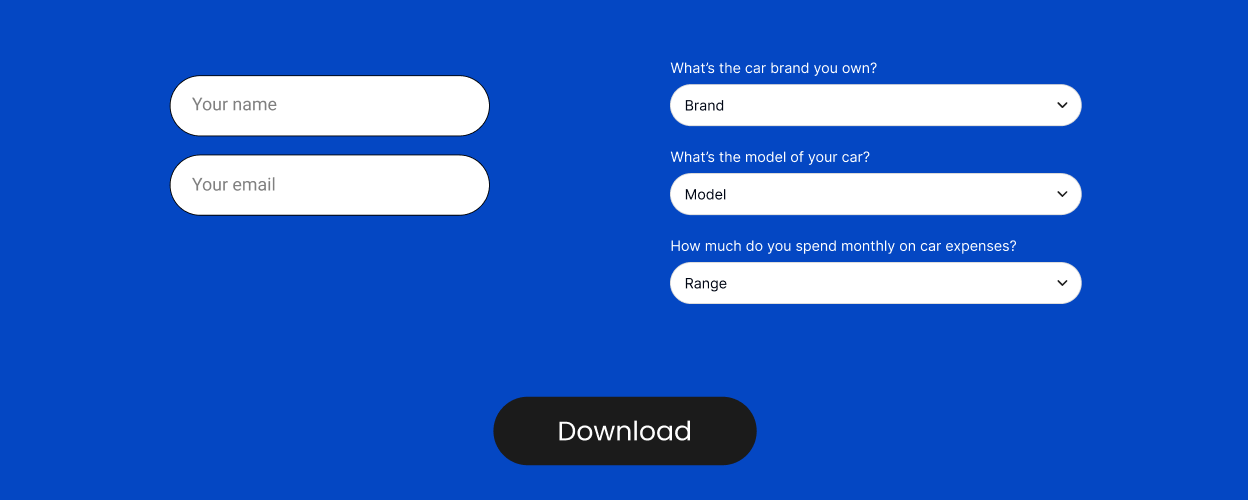 Your name
Your email
What's the car brand you own?
Brand
What's the model of your car?
Model
How much do you spend monthly on car expenses?
Range
Download